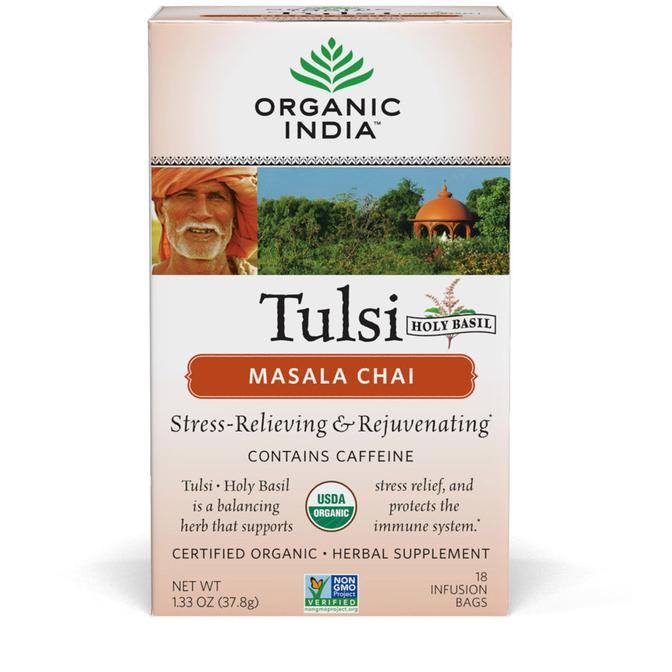 ORGANIC
INDIA™
Tulsi
HOLY BASIL
MASALA CHAI
Stress-Relieving & Rejuvenating*
CONTAINS CAFFEINE
Tulsi • Holy Basil
is a balancing
herb that supports
USDA
ORGANIC
stress relief, and
protects the
immune system.*
CERTIFIED ORGANIC • HERBAL SUPPLEMENT
NET WT
1.33 OZ (37.8g)
NON
GMO
Project
VERIFIED
nongmoproject.org
18
INFUSION
BAGS